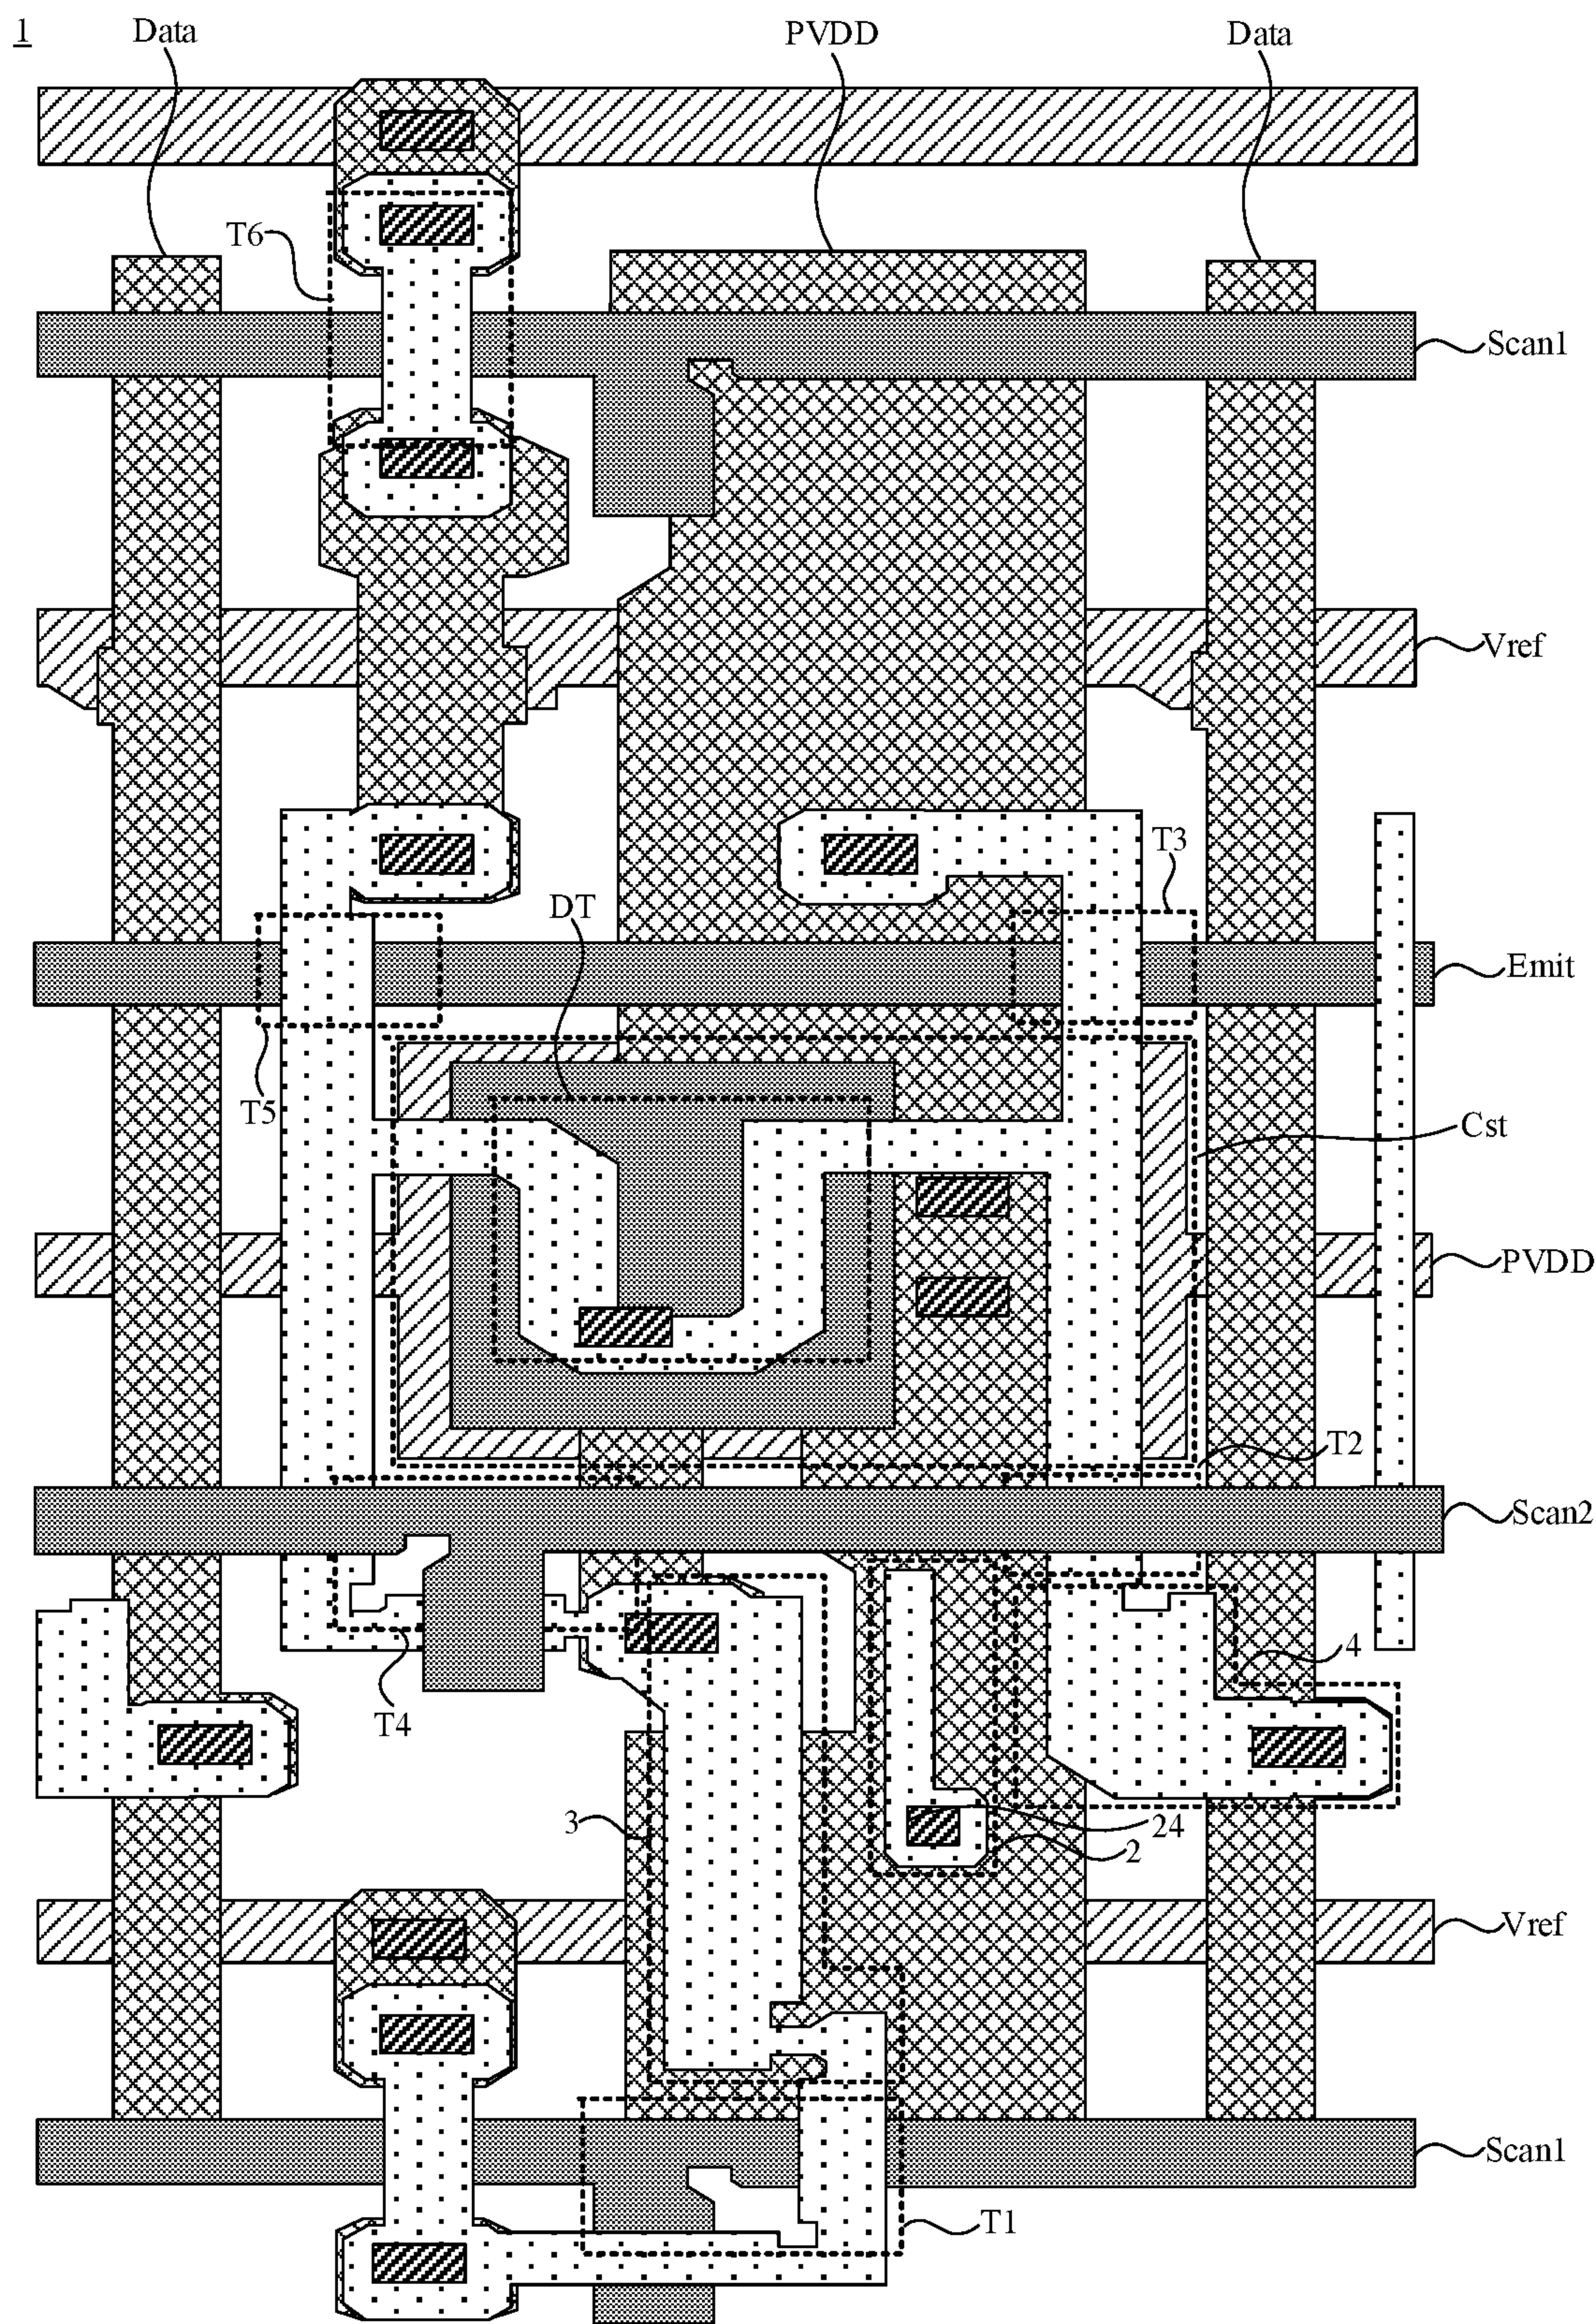 1
Data
PVDD
Data
T6
Scan1
Vref
T3
DT
Emit
T5
Cst
PVDD
T2
Scan2
4
T4
3
24
2
Vref
Scan1
T1